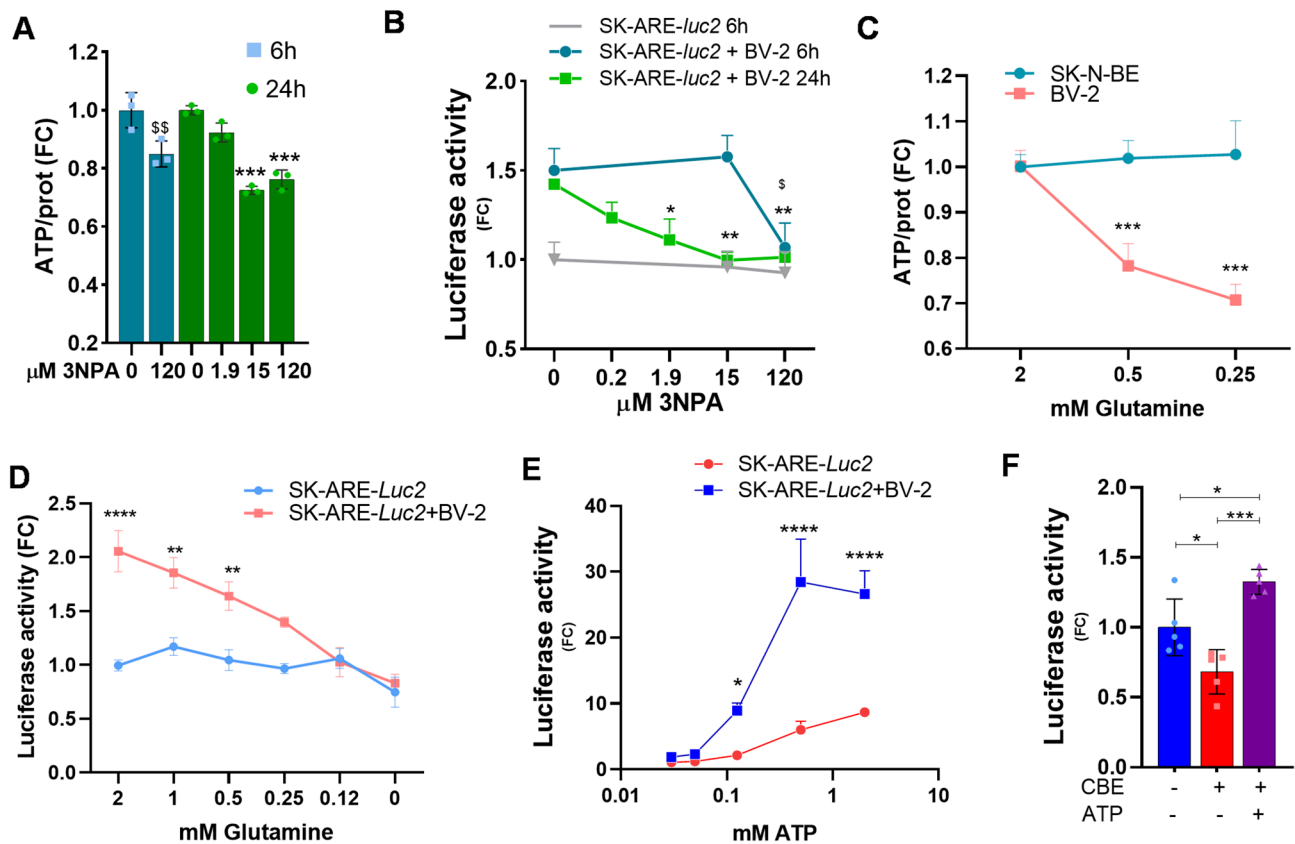 A
6h
24h
ATP/prot (FC)
1.2
1.0
0.8
0.6
0.4
0.2
$$
***
***
μM 3NPA 0 120 0 1.9 15 120
B
SK-ARE-luc2 6h
SK-ARE-luc2 + BV-2 6h
SK-ARE-luc2 + BV-2 24h
Luciferase activity
(FC)
2.0
1.5
1.0
0.5
*
**
$
**
0 0.2 1.9 15 120
μM 3NPA
C
SK-N-BE
BV-2
ATP/prot (FC)
1.2
1.1
1.0
0.9
0.8
0.7
0.6
***
***
2 0.5 0.25
mM Glutamine
D
SK-ARE-Luc2
SK-ARE-Luc2+BV-2
Luciferase activity (FC)
2.5
2.0
1.5
1.0
0.5
0.0
****
**
**
2 1 0.5 0.25 0.12 0
mM Glutamine
E
SK-ARE-Luc2
SK-ARE-Luc2+BV-2
Luciferase activity
(FC)
40
30
20
10
0
*
****
****
0.01 0.1 1 10
mM ATP
F
Luciferase activity
(FC)
2.0
1.5
1.0
0.5
0.0
*
***
*
CBE - + +
ATP - - +